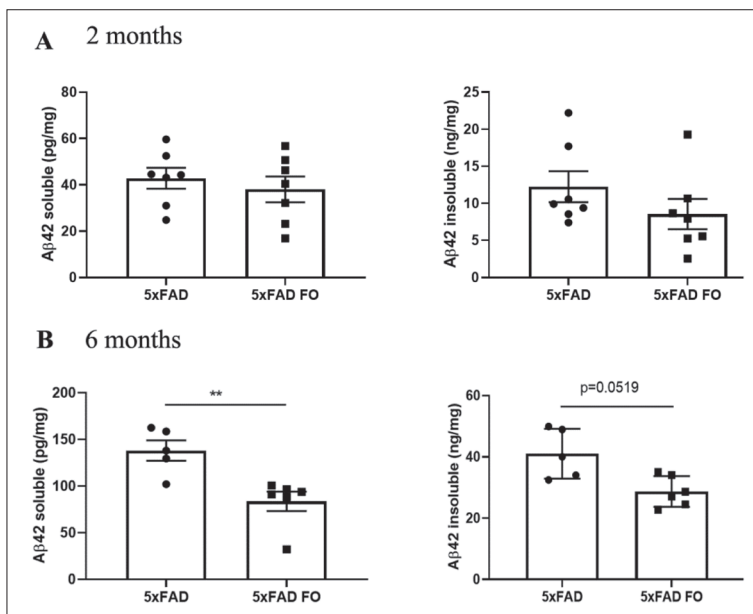 A 2 months
Aβ42 soluble (pg/mg)
80
60
40
20
0
5xFAD 5xFAD FO
Aβ42 insoluble (ng/mg)
25
20
15
10
5
0
5xFAD 5xFAD FO
B 6 months
Aβ42 soluble (pg/mg)
200
150
100
50
0
**
5xFAD 5xFAD FO
Aβ42 insoluble (ng/mg)
60
40
20
0
p=0.0519
5xFAD 5xFAD FO